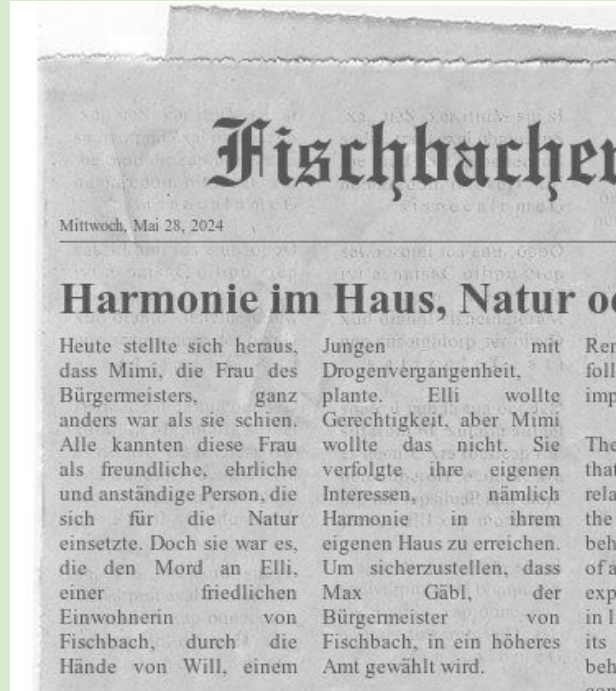 Fischbacher
Mittwoch, Mai 28, 2024
Harmonie im Haus, Natur
Heute stellte sich heraus,
dass Mimi, die Frau des
Bürgermeisters, ganz
anders war als sie schien.
Alle kannten diese Frau
als freundliche, ehrliche
und anständige Person, die
sich für die Natur
einsetzte. Doch sie war es,
die den Mord an Elli,
einer friedlichen
Einwohnerin von
Fischbach, durch die
Hände von Will, einem
Jungen mit
Drogenvergangenheit,
plante. Elli wollte
Gerechtigkeit, aber Mimi
wollte das nicht. Sie
verfolgte ihre eigenen
Interessen, nämlich
Harmonie in ihrem
eigenen Haus zu erreichen.
Um sicherzustellen, dass
Max Gäbl, der
Bürgermeister von
Fischbach, in ein höheres
Amt gewählt wird.
the
of a
in
its